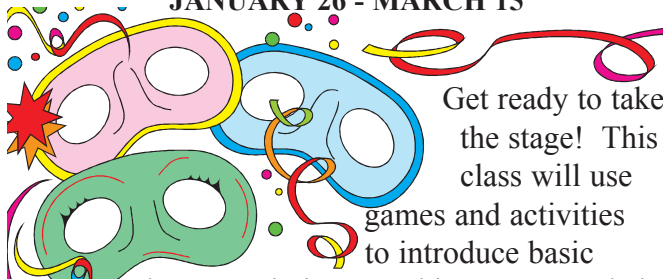 JANUARY 26 - MARCH 15
Get ready to take
the stage! This
class will use
games and activities
to introduce basic